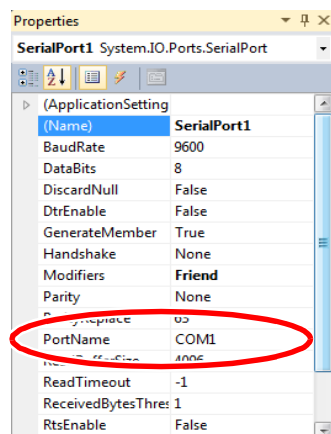 Properties
SerialPort1 System.IO.Ports.SerialPort
(ApplicationSetting
(Name) SerialPort1
BaudRate 9600
DataBits 8
DiscardNull False
DtrEnable False
GenerateMember True
Handshake None
Modifiers Friend
Parity None
63
PortName COM1
4096
ReadTimeout -1
ReceivedBytesThres 1
RtsEnable False